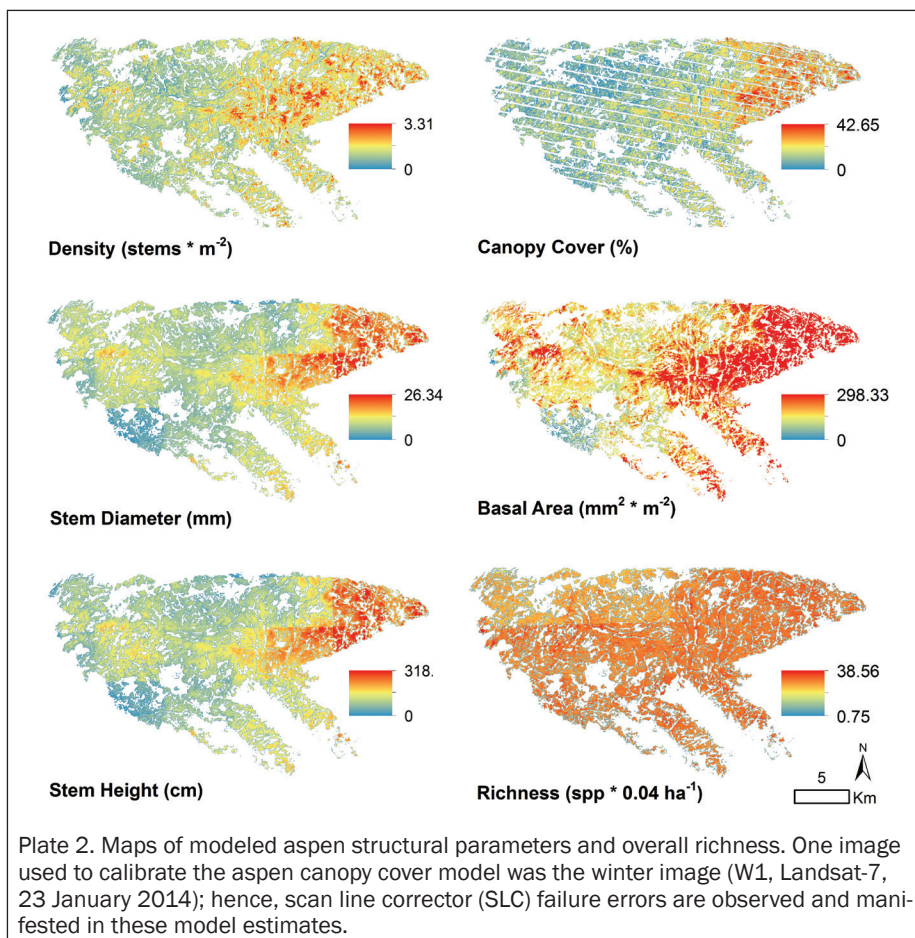 3.31
0
Density (stems * m⁻²)
42.65
0
Canopy Cover (%)
26.34
0
Stem Diameter (mm)
298.33
0
Basal Area (mm² * m⁻²)
318.
0
Stem Height (cm)
38.56
0.75
Richness (spp * 0.04 ha⁻¹)
N
5
Km
Plate 2. Maps of modeled aspen structural parameters and overall richness. One image
used to calibrate the aspen canopy cover model was the winter image (W1, Landsat-7,
23 January 2014); hence, scan line corrector (SLC) failure errors are observed and mani-
fested in these model estimates.